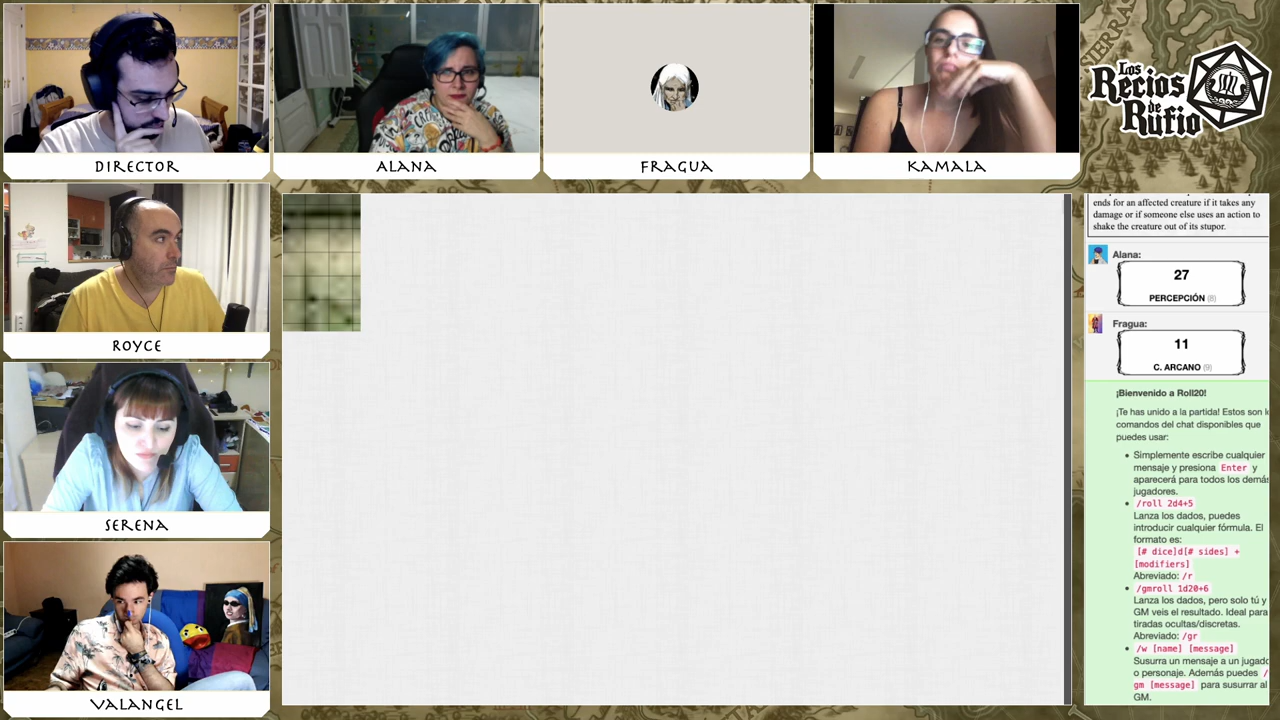 DIRECTOR
ALANA
FRAGUA
KAMALA
LOS
RECIOS
DE
RUFIO
ROYCE
SERENA
VALANGEL
ends for an affected creature if it takes any
damage or if someone else uses an action to
shake the creature out of its stupor.
Alana:
27
PERCEPCIÓN (8)
Fragua:
11
C. ARCANO (9)
¡Bienvenido a Roll20!
¡Te has unido a la partida! Estos son
comandos del chat disponibles que
puedes usar:
• Simplemente escribe cualquier
mensaje y presiona Enter y
aparecerá para todos los demás
jugadores.
• /roll 2d4+5
Lanza los dados, puedes
introducir cualquier fórmula. El
formato es:
[# dice]d[# sides] +
[modifiers]
Abreviado: /r
• /gmroll 1d20+6
Lanza los dados, pero solo tú y
GM veis el resultado. Ideal para
tiradas ocultas/discretas.
Abreviado: /gr
• /w [name] [message]
Susurra un mensaje a un jugado
o personaje. Además puedes /
gm [message] para susurrar al
GM.